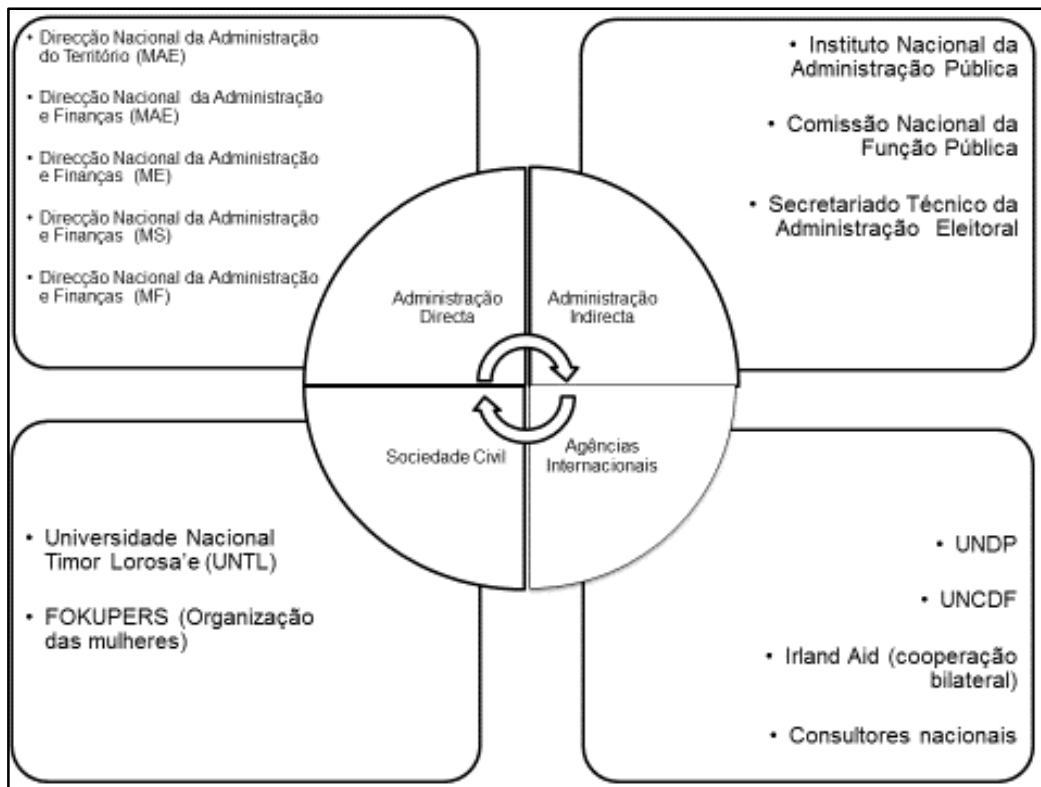 • Direcção Nacional da Administração
do Território (MAE)
• Direcção Nacional da Administração
e Finanças (MAE)
• Direcção Nacional da Administração
e Finanças (ME)
• Direcção Nacional da Administração
e Finanças (MS)
• Direcção Nacional da Administração
e Finanças (MF)
• Instituto Nacional da
Administração Pública
• Comissão Nacional da
Função Pública
• Secretariado Técnico da
Administração Eleitoral
Administração
Directa
Administração
Indirecta
Sociedade Civil
Agências
Internacionais
• Universidade Nacional
Timor Lorosa’e (UNTL)
• FOKUPERS (Organização
das mulheres)
• UNDP
• UNCDF
• Irland Aid (cooperação
bilateral)
• Consultores nacionais